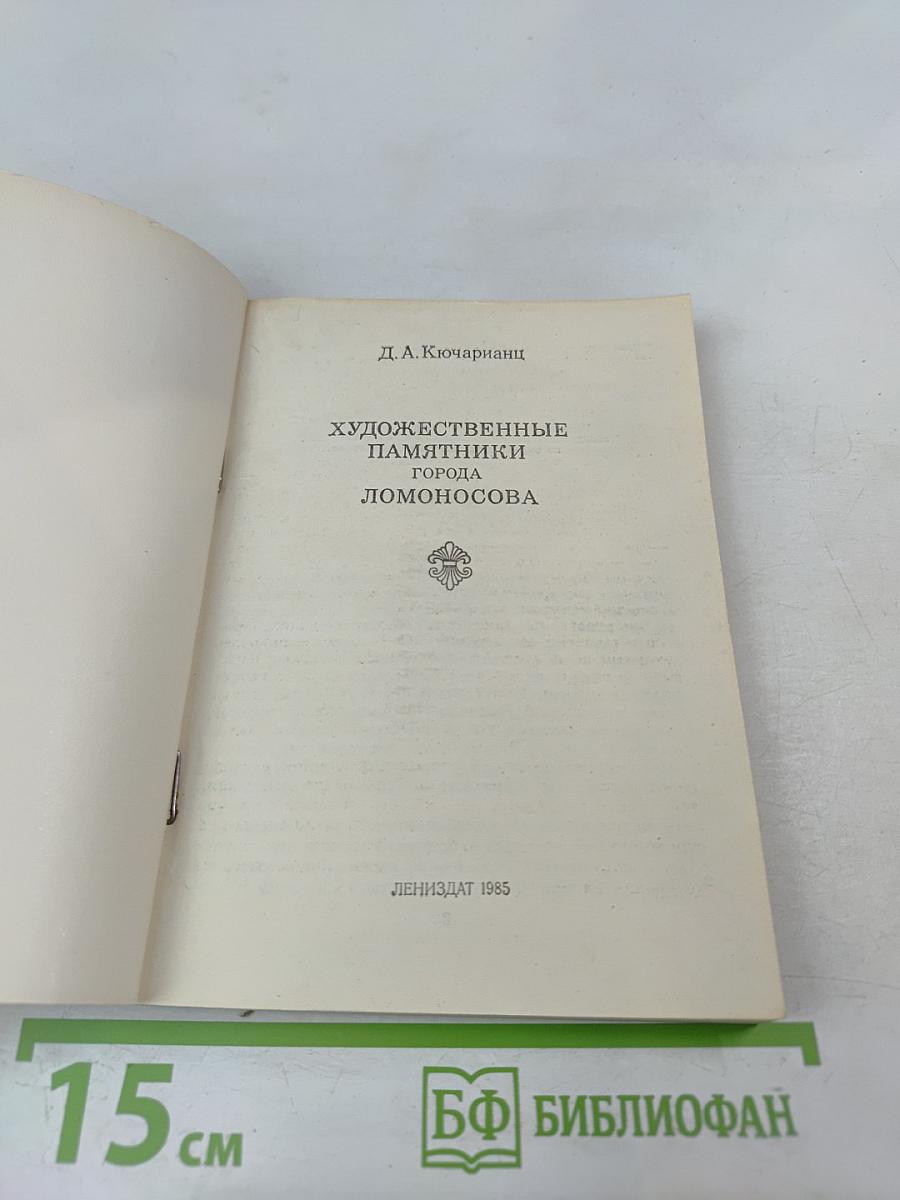 Д. А. Кючарианц
ХУДОЖЕСТВЕННЫЕ
ПАМЯТНИКИ
ГОРОДА
ЛОМОНОСОВА
ЛЕНИЗДАТ 1985
15 см
БФ БИБЛИОФАН